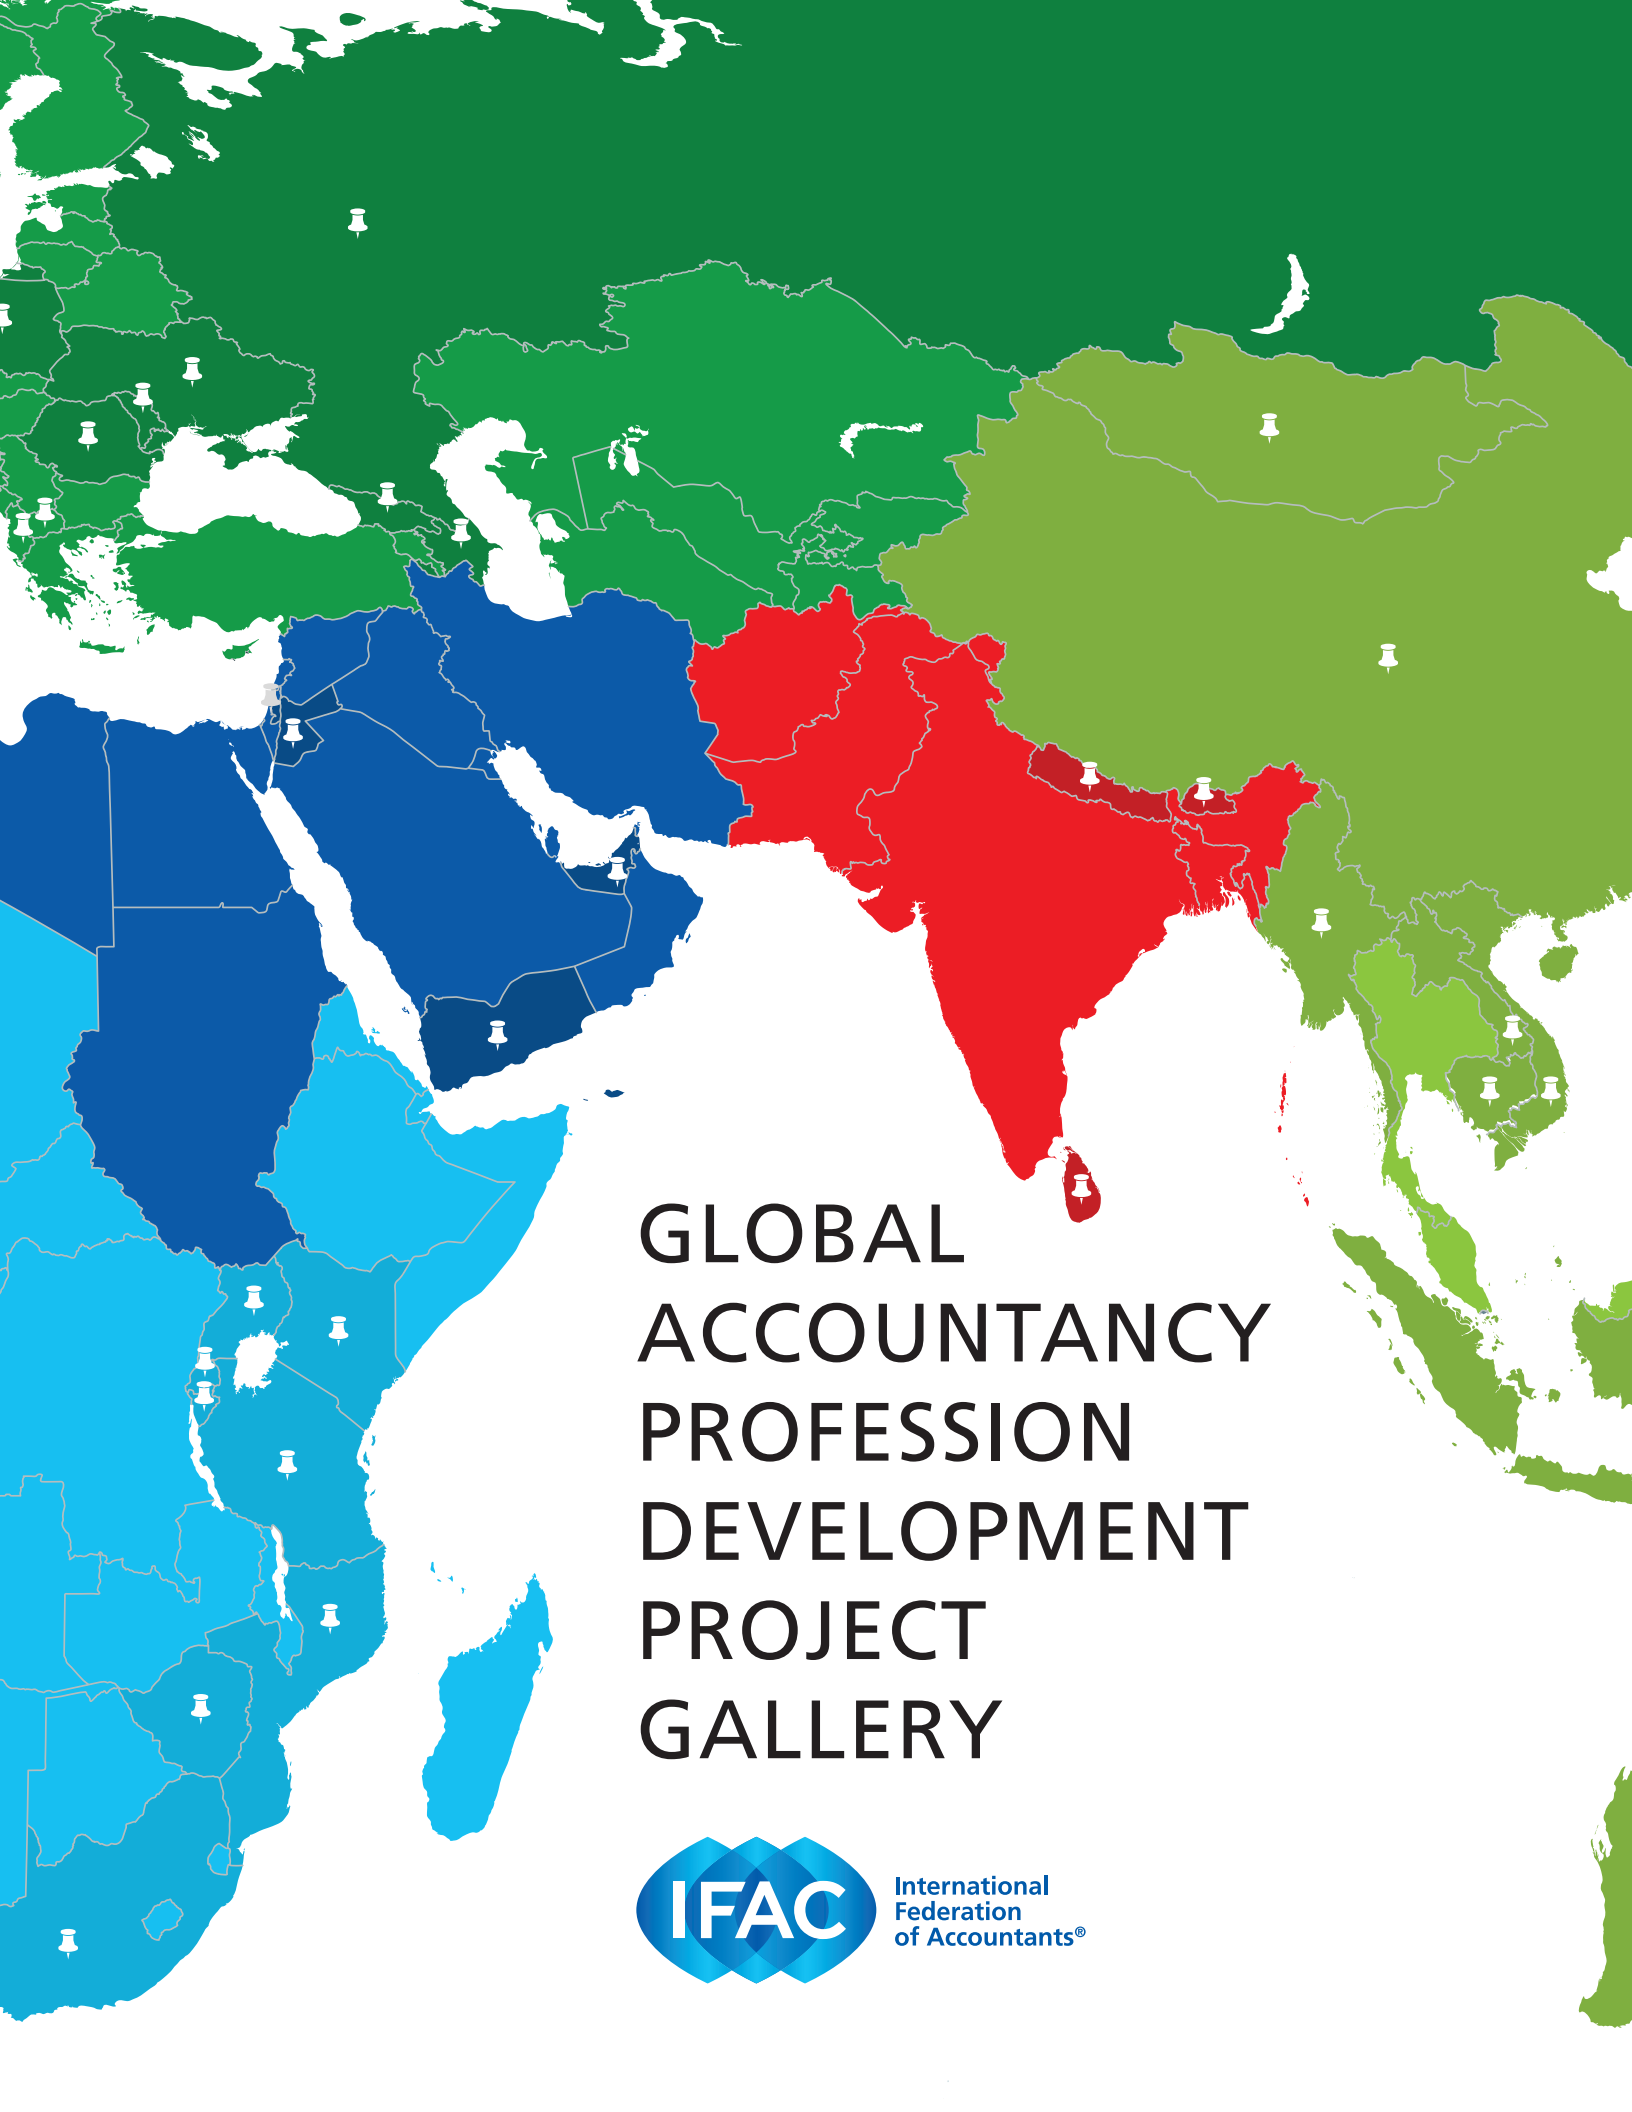 GLOBAL
ACCOUNTANCY
PROFESSION
DEVELOPMENT
PROJECT
GALLERY
IFAC
International
Federation
of Accountants®